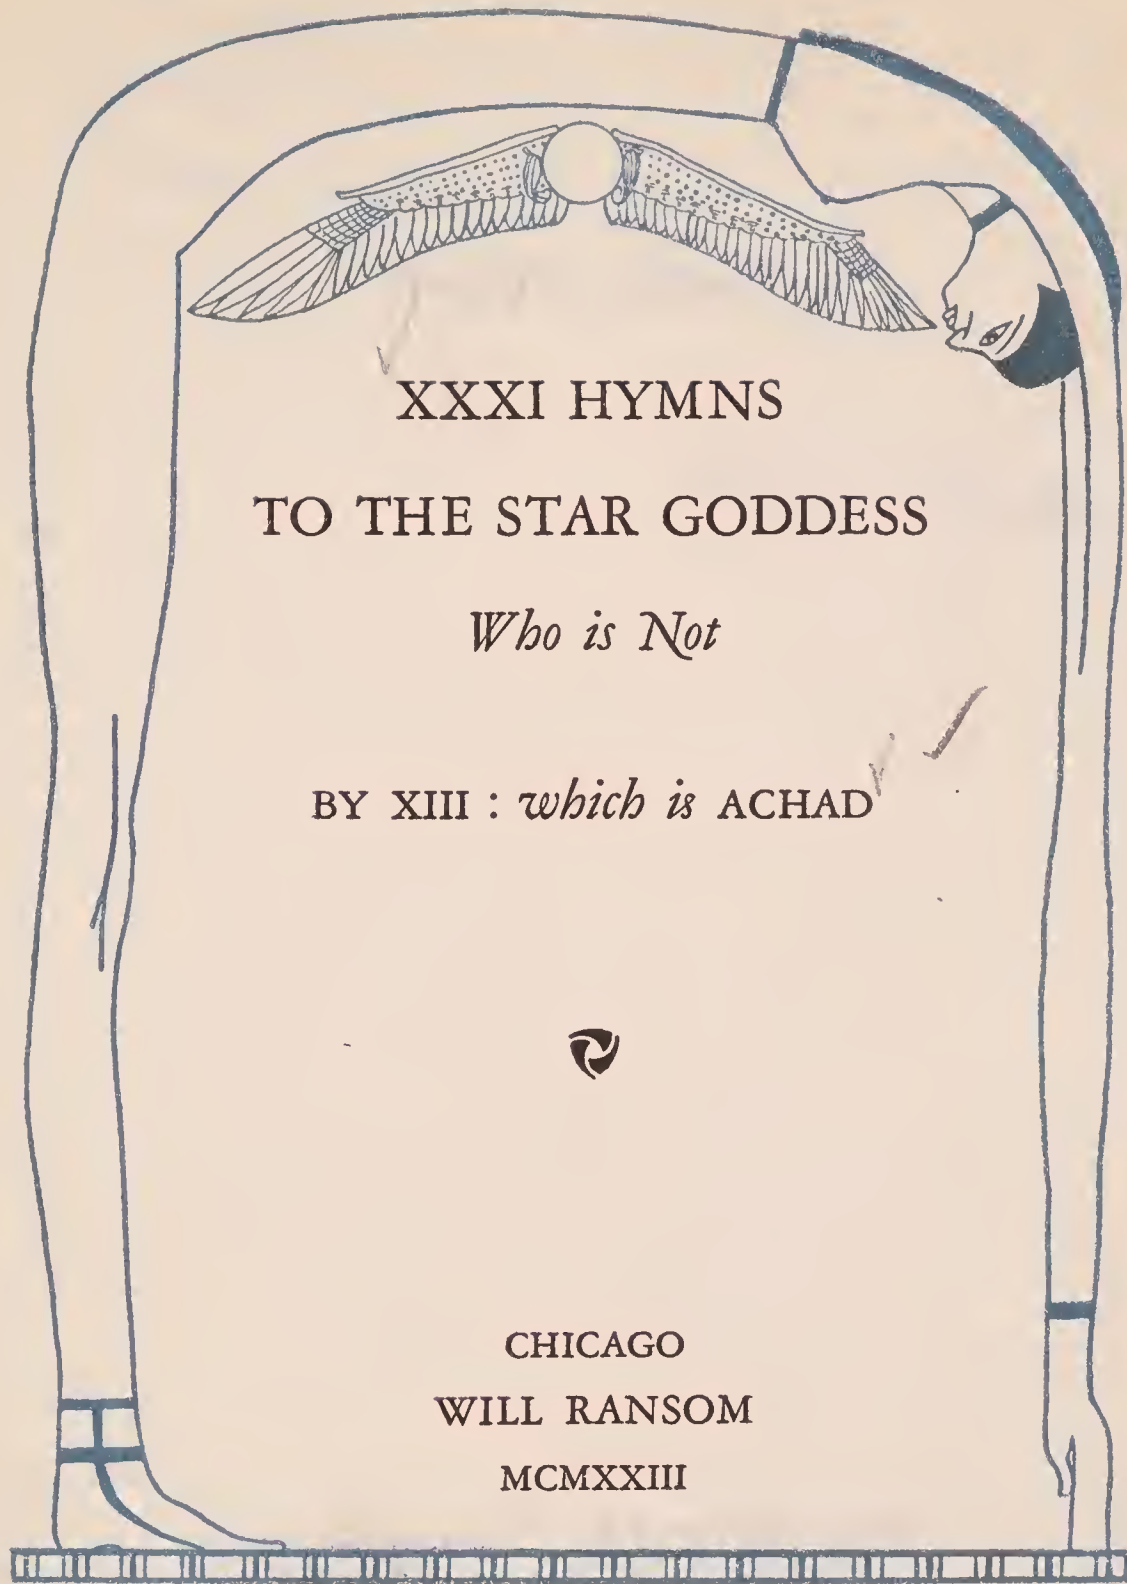 XXXI HYMNS
TO THE STAR GODDESS
Who is Not
BY XIII : which is ACHAD
CHICAGO
WILL RANSOM
MCMXXIII